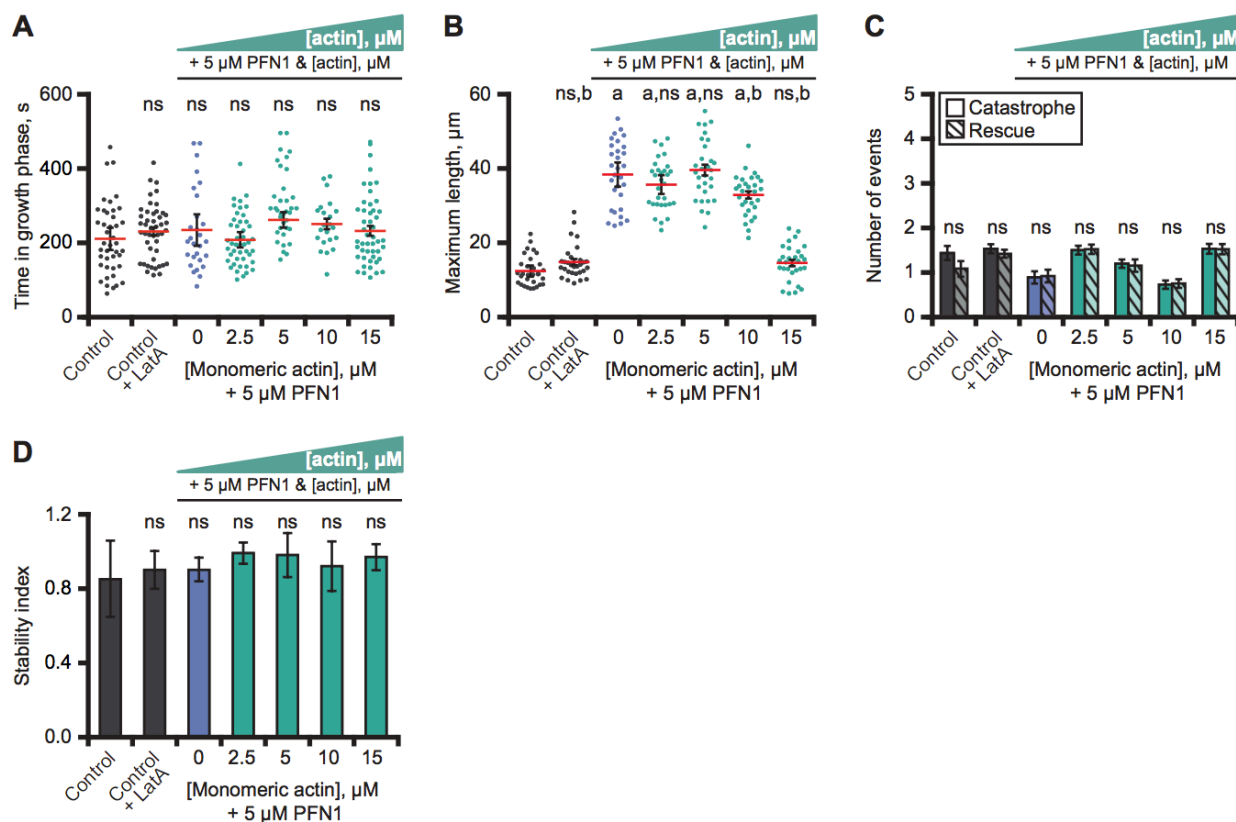 A
[actin], µM
+ 5 µM PFN1 & [actin], µM
Time in growth phase, s
600
400
200
0
ns
ns
ns
ns
ns
ns
Control
Control
+ LatA
0
2.5
5
10
15
[Monomeric actin], µM
+ 5 µM PFN1
B
[actin], µM
+ 5 µM PFN1 & [actin], µM
Maximum length, µm
60
40
20
0
ns,b
a
a,ns
a,ns
a,b
ns,b
Control
Control
+ LatA
0
2.5
5
10
15
[Monomeric actin], µM
+ 5 µM PFN1
C
[actin], µM
+ 5 µM PFN1 & [actin], µM
Number of events
5
4
3
2
1
0
Catastrophe
Rescue
ns
ns
ns
ns
ns
ns
ns
Control
Control
+ LatA
0
2.5
5
10
15
[Monomeric actin], µM
+ 5 µM PFN1
D
[actin], µM
+ 5 µM PFN1 & [actin], µM
Stability index
1.2
0.8
0.4
0.0
ns
ns
ns
ns
ns
ns
Control
Control
+ LatA
0
2.5
5
10
15
[Monomeric actin], µM
+ 5 µM PFN1